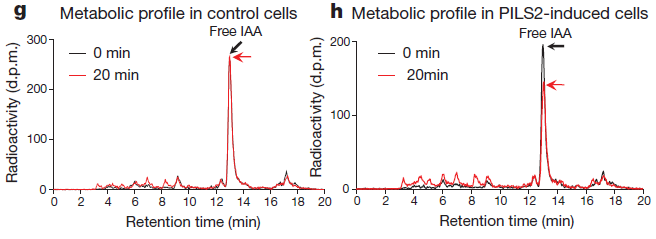 g Metabolic profile in control cells
Free IAA
0 min
20 min
Radioactivity (d.p.m.)
300
200
100
0
0 2 4 6 8 10 12 14 16 18 20
Retention time (min)
h Metabolic profile in PILS2-induced cells
Free IAA
0 min
20min
Radioactivity (d.p.m.)
200
100
0
0 2 4 6 8 10 12 14 16 18 20
Retention time (min)